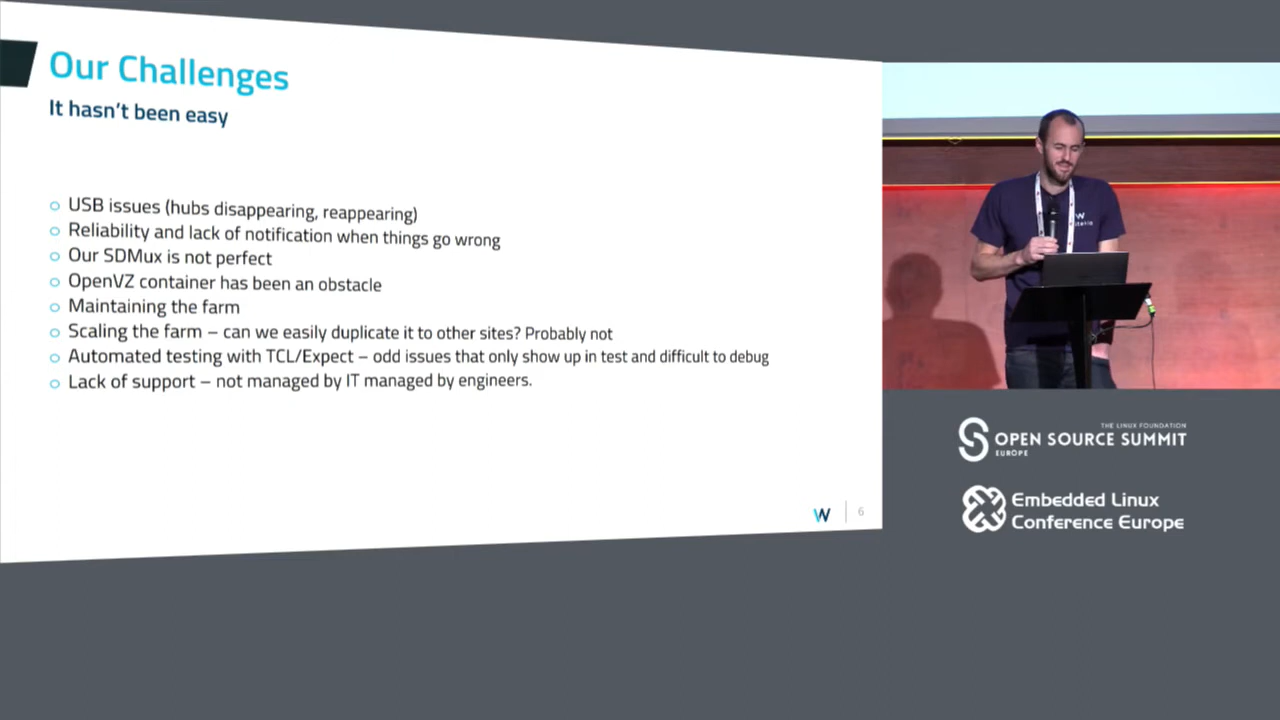 Our Challenges
It hasn't been easy
USB issues (hubs disappearing, reappearing)
Reliability and lack of notification when things go wrong
Our SDMux is not perfect
OpenVZ container has been an obstacle
Maintaining the farm
Scaling the farm – can we easily duplicate it to other sites? Probably not
Automated testing with TCL/Expect – odd issues that only show up in test and difficult to debug
Lack of support – not managed by IT managed by engineers.
W
6
W
THE LINUX FOUNDATION
OPEN SOURCE SUMMIT
EUROPE
Embedded Linux
Conference Europe